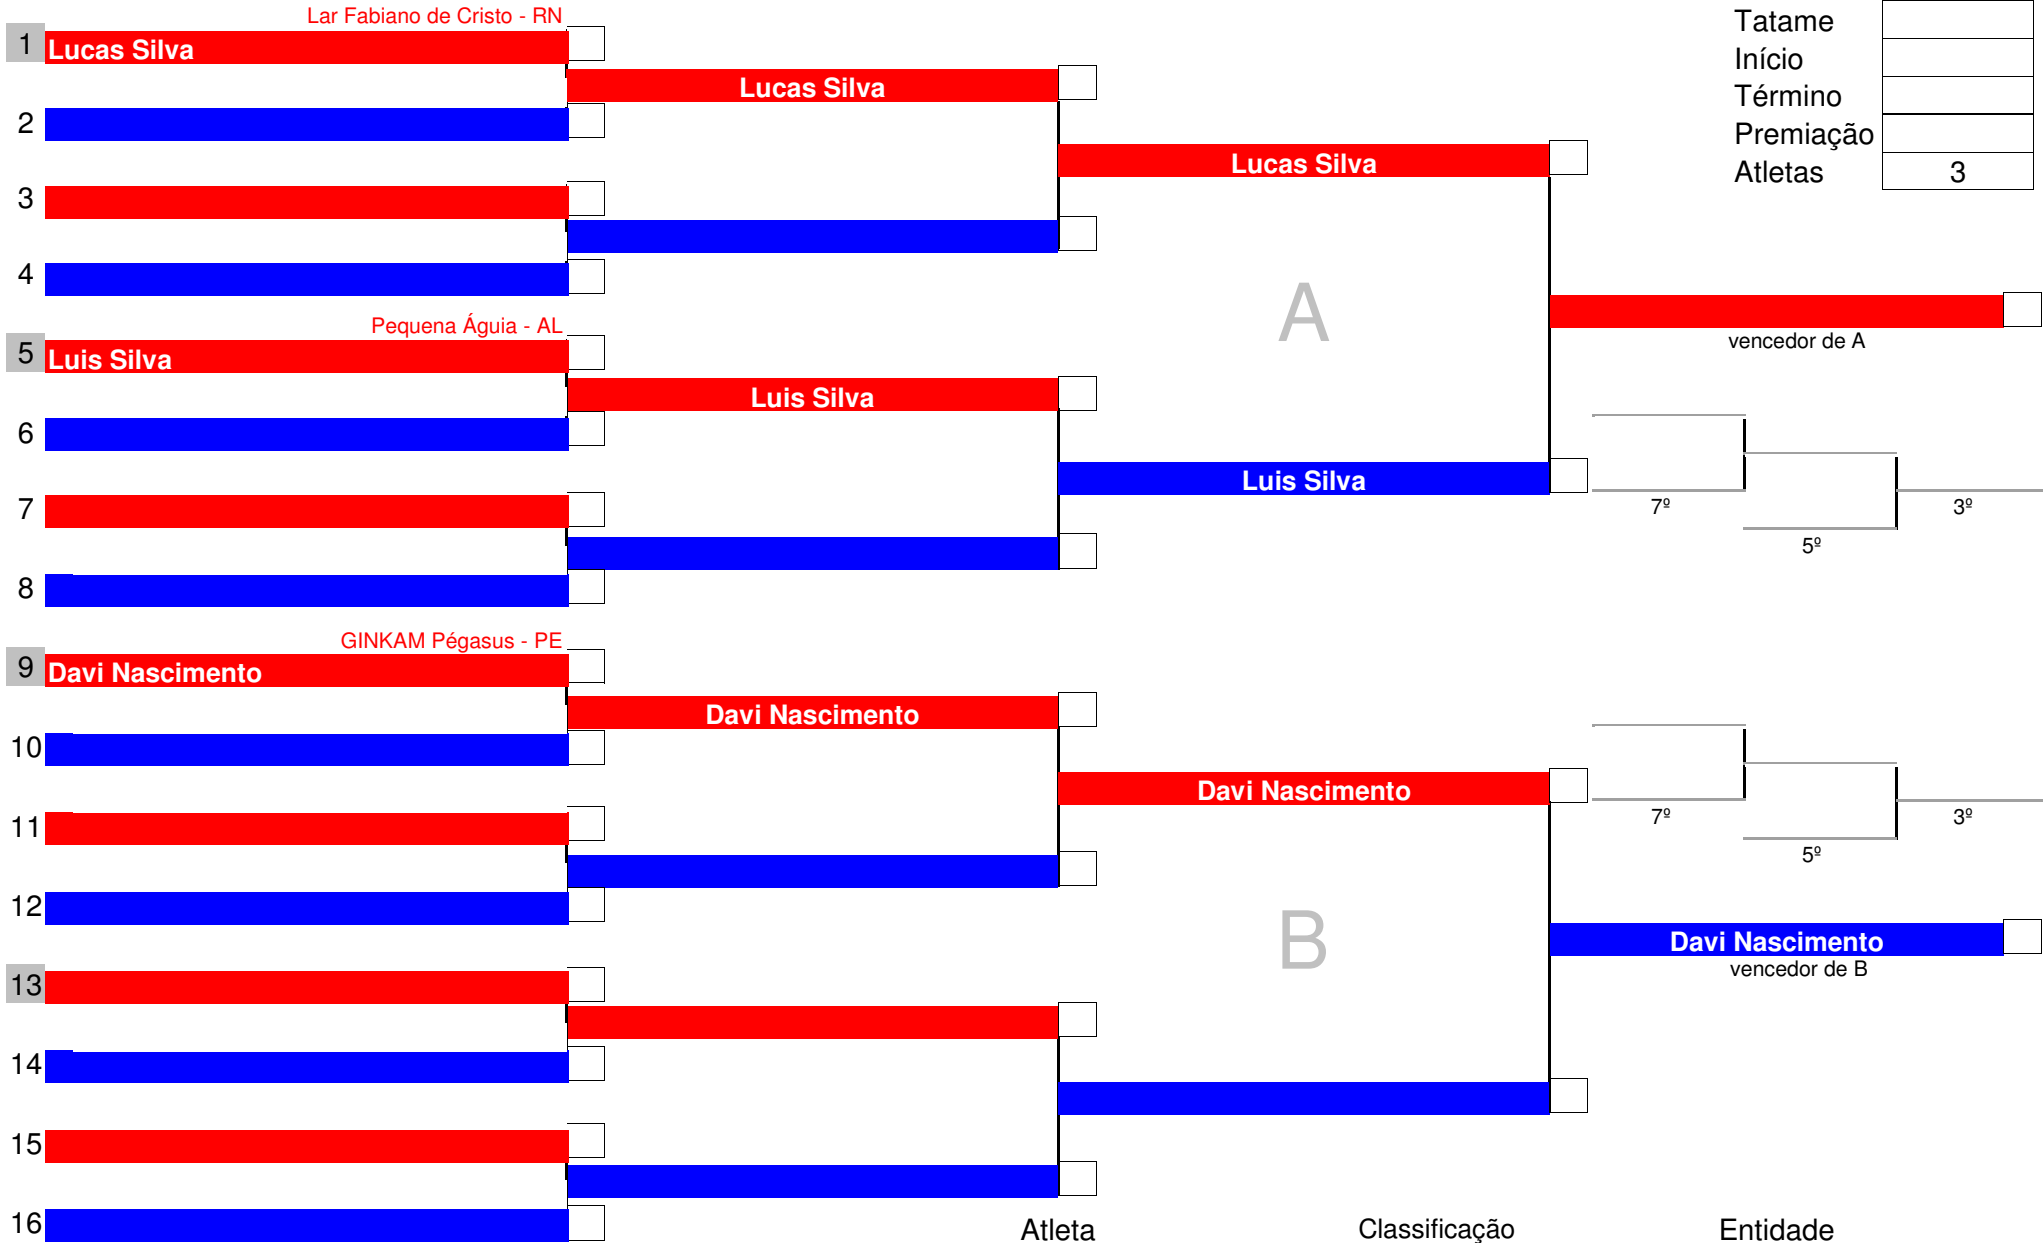 Lar Fabiano de Cristo - RN
1 Lucas Silva
Lucas Silva
2
Lucas Silva
3
4
Tatame
Início
Término
Premiação
Atletas 3
A
vencedor de A
Pequena Águia - AL
5 Luis Silva
Luis Silva
6
Luis Silva
7
8
7º
3º
5º
GINKAM Pégasus - PE
9 Davi Nascimento
Davi Nascimento
10
Davi Nascimento
11
12
7º
3º
5º
B
Davi Nascimento
vencedor de B
13
14
15
16
Atleta Classificação Entidade